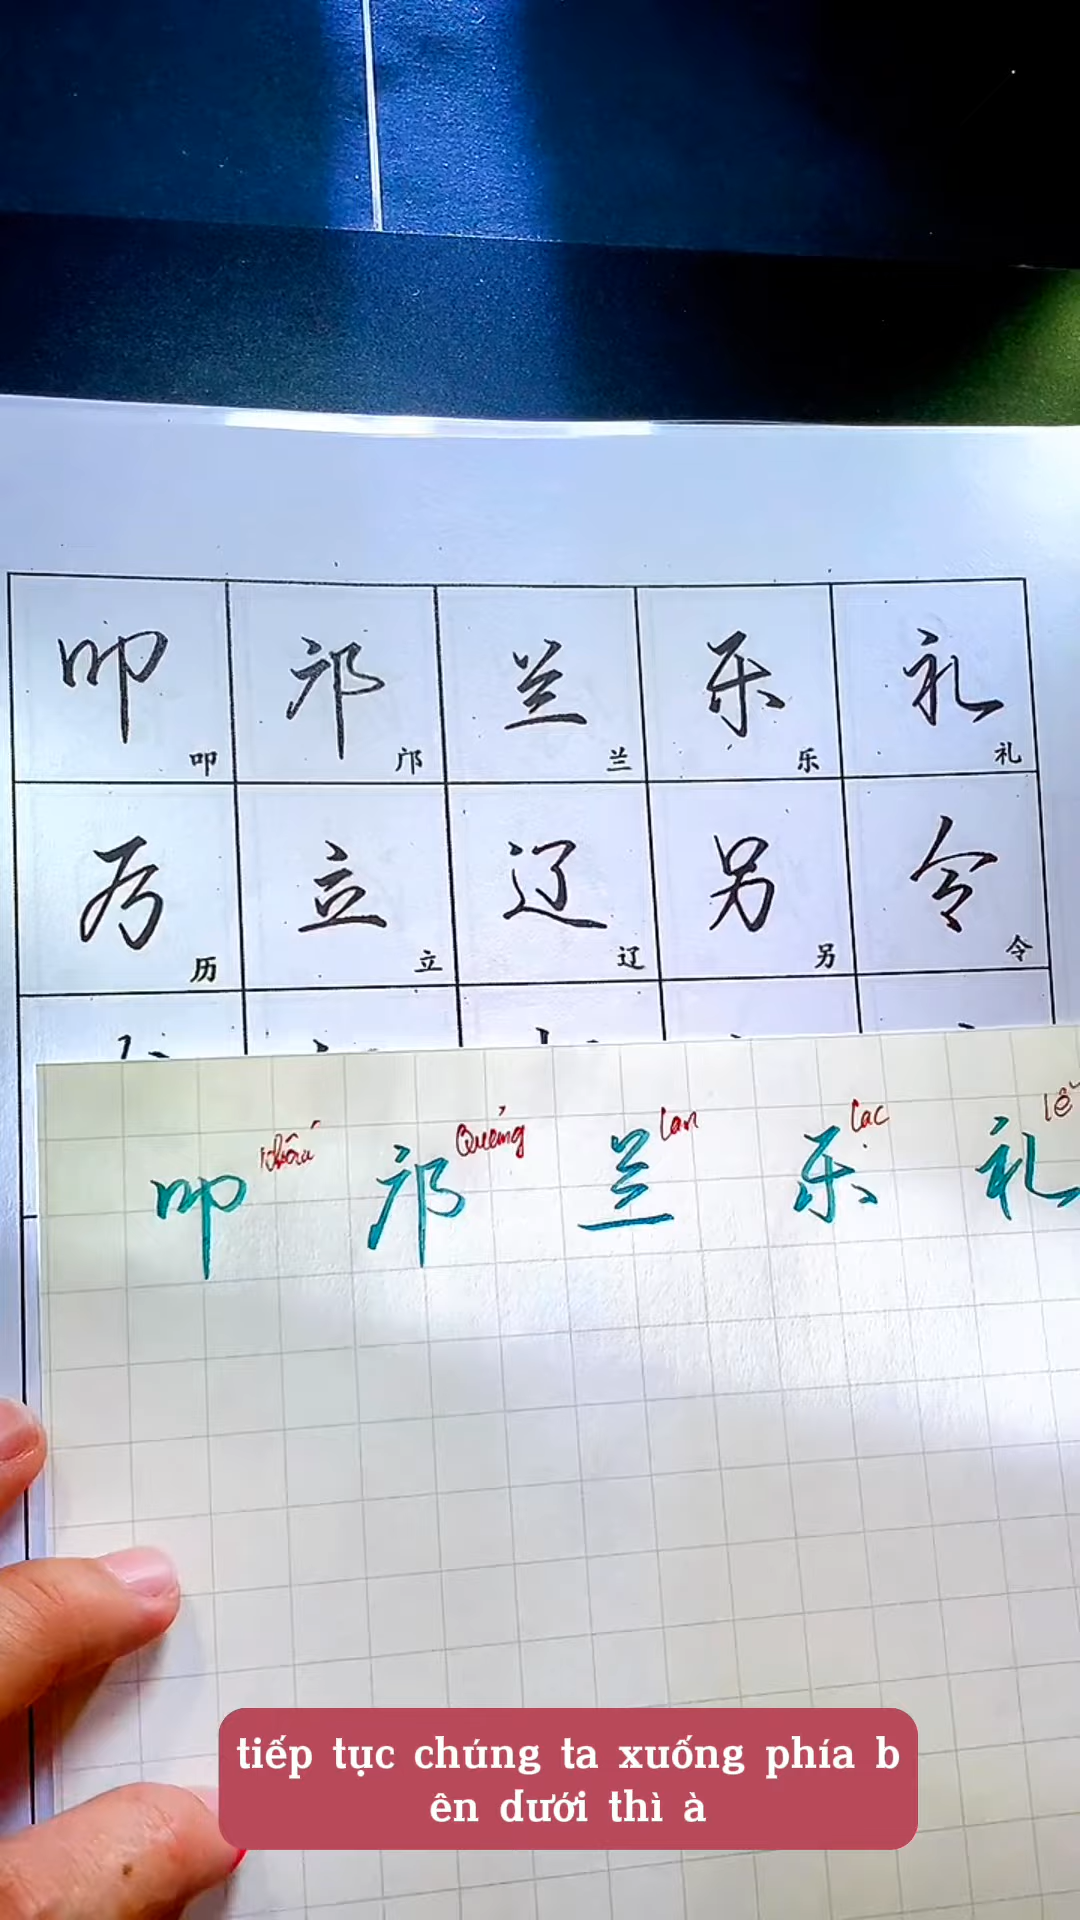 叩 邝 兰 乐 礼
叩 邝 兰 乐 礼
历 立 辽 另 令
历 立 辽 另 令
khấu Quảng Lan Lạc lễ
叩 邝 兰 乐 礼
tiếp tục chúng ta xuống phía b
ên dưới thì à